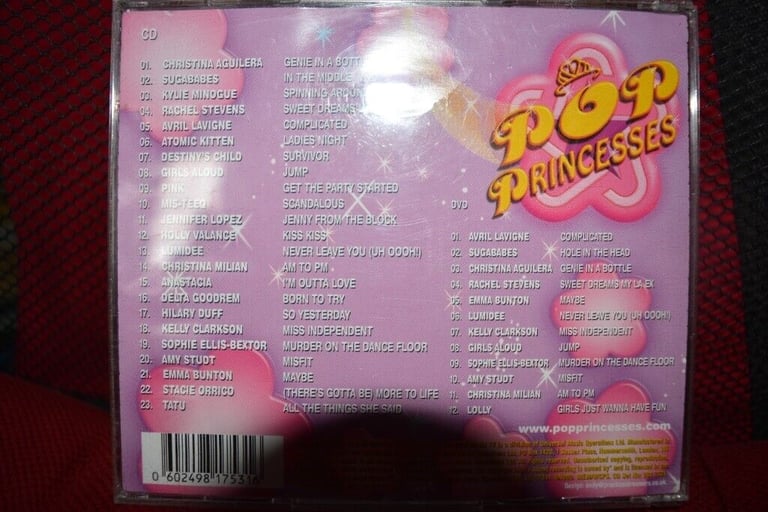 CD
01. CHRISTINA AGUILERA GENIE IN A BOTT
02. SUGABABES IN THE MIDDLE
03. KYLIE MINOGUE SPINNING AROUN
04. RACHEL STEVENS SWEET DREAMS
05. AVRIL LAVIGNE COMPLICATED
06. ATOMIC KITTEN LADIES NIGHT
07. DESTINY'S CHILD SURVIVOR
08. GIRLS ALOUD JUMP
09. PINK GET THE PARTY STARTED
10. MIS-TEEQ SCANDALOUS
11. JENNIFER LOPEZ JENNY FROM THE BLOCK
12. HOLLY VALANCE KISS KISS
13. LUMIDEE NEVER LEAVE YOU (UH OOOH!)
14. CHRISTINA MILIAN AM TO PM
15. ANASTACIA I'M OUTTA LOVE
16. DELTA GOODREM BORN TO TRY
17. HILARY DUFF SO YESTERDAY
18. KELLY CLARKSON MISS INDEPENDENT
19. SOPHIE ELLIS-BEXTOR MURDER ON THE DANCE FLOOR
20. AMY STUDT MISFIT
21. EMMA BUNTON MAYBE
22. STACIE ORRICO (THERE'S GOTTA BE) MORE TO LIFE
23. TATU ALL THE THINGS SHE SAID
POP
PRINCESSES
DVD
01. AVRIL LAVIGNE COMPLICATED
02. SUGABABES HOLE IN THE HEAD
03. CHRISTINA AGUILERA GENIE IN A BOTTLE
04. RACHEL STEVENS SWEET DREAMS MY LA EX
05. EMMA BUNTON MAYBE
06. LUMIDEE NEVER LEAVE YOU (UH OOOH!)
07. KELLY CLARKSON MISS INDEPENDENT
08. GIRLS ALOUD JUMP
09. SOPHIE ELLIS-BEXTOR MURDER ON THE DANCE FLOOR
10. AMY STUDT MISFIT
11. CHRISTINA MILIAN AM TO PM
12. LOLLY GIRLS JUST WANNA HAVE FUN
www.popprincesses.com
0 602498 175316
is a division of Universal Music Operations Ltd. Manufactured in